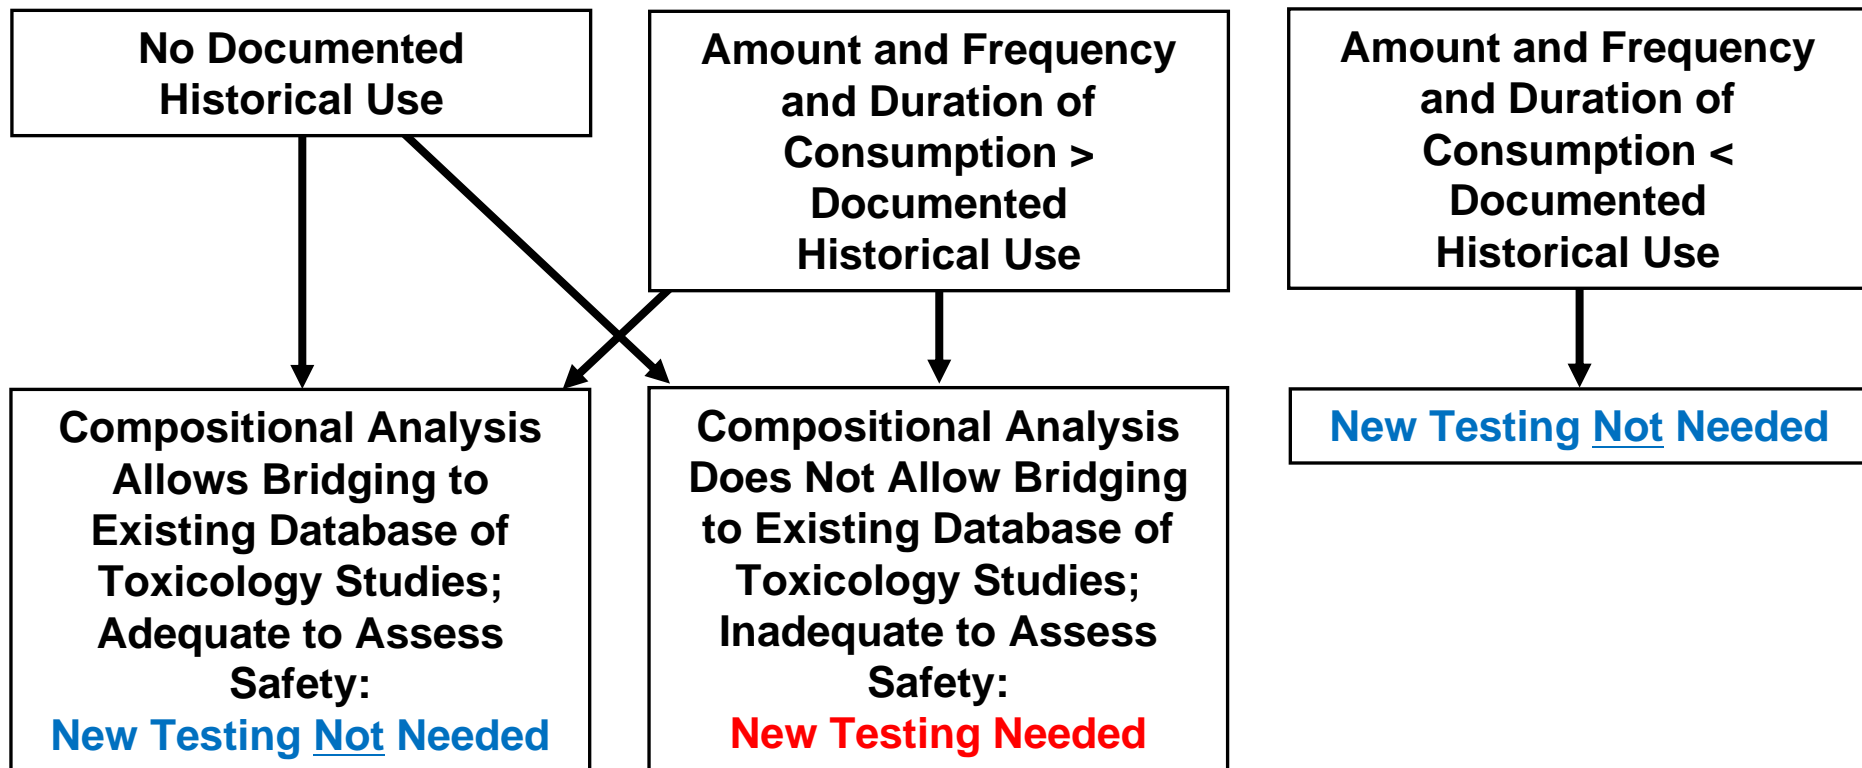 No Documented
Historical Use
Amount and Frequency
and Duration of
Consumption >
Documented
Historical Use
Amount and Frequency
and Duration of
Consumption <
Documented
Historical Use
Compositional Analysis
Allows Bridging to
Existing Database of
Toxicology Studies;
Adequate to Assess
Safety:
New Testing Not Needed
Compositional Analysis
Does Not Allow Bridging
to Existing Database of
Toxicology Studies;
Inadequate to Assess
Safety:
New Testing Needed
New Testing Not Needed